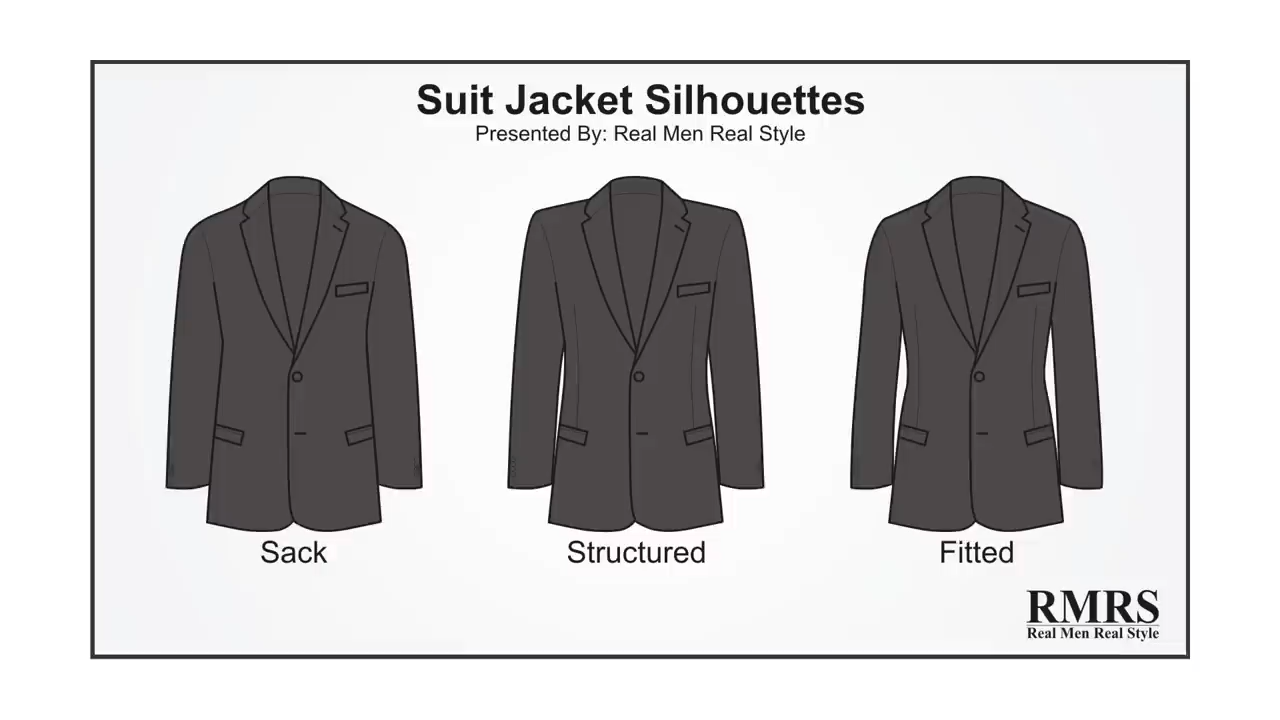 Suit Jacket Silhouettes
Presented By: Real Men Real Style
Sack
Structured
Fitted
RMRS
Real Men Real Style